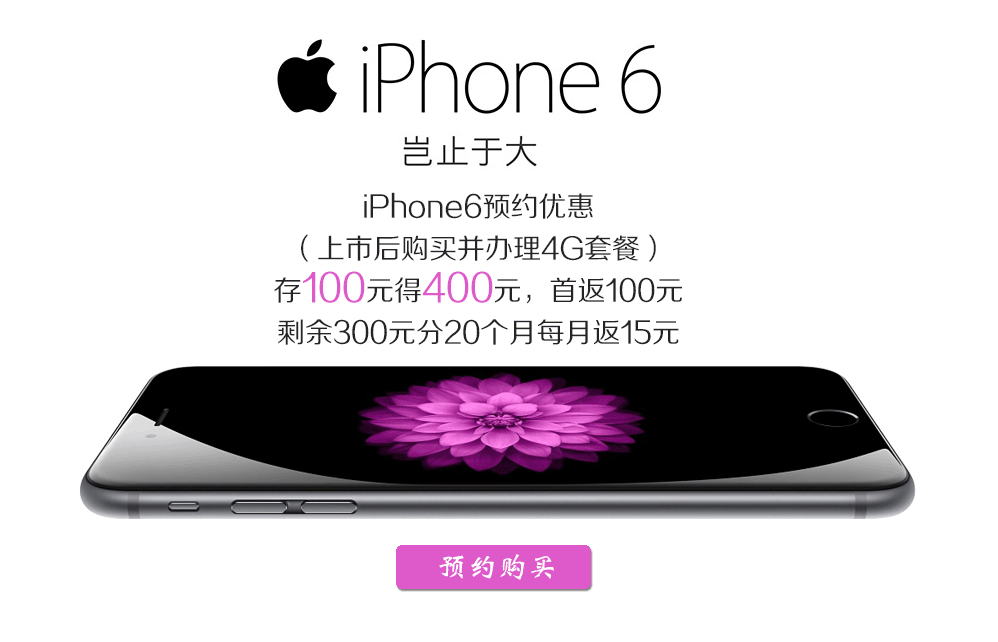 iPhone 6
岂止于大
iPhone6预约优惠
（上市后购买并办理4G套餐）
存100元得400元，首返100元
剩余300元分20个月每月返15元
预约购买